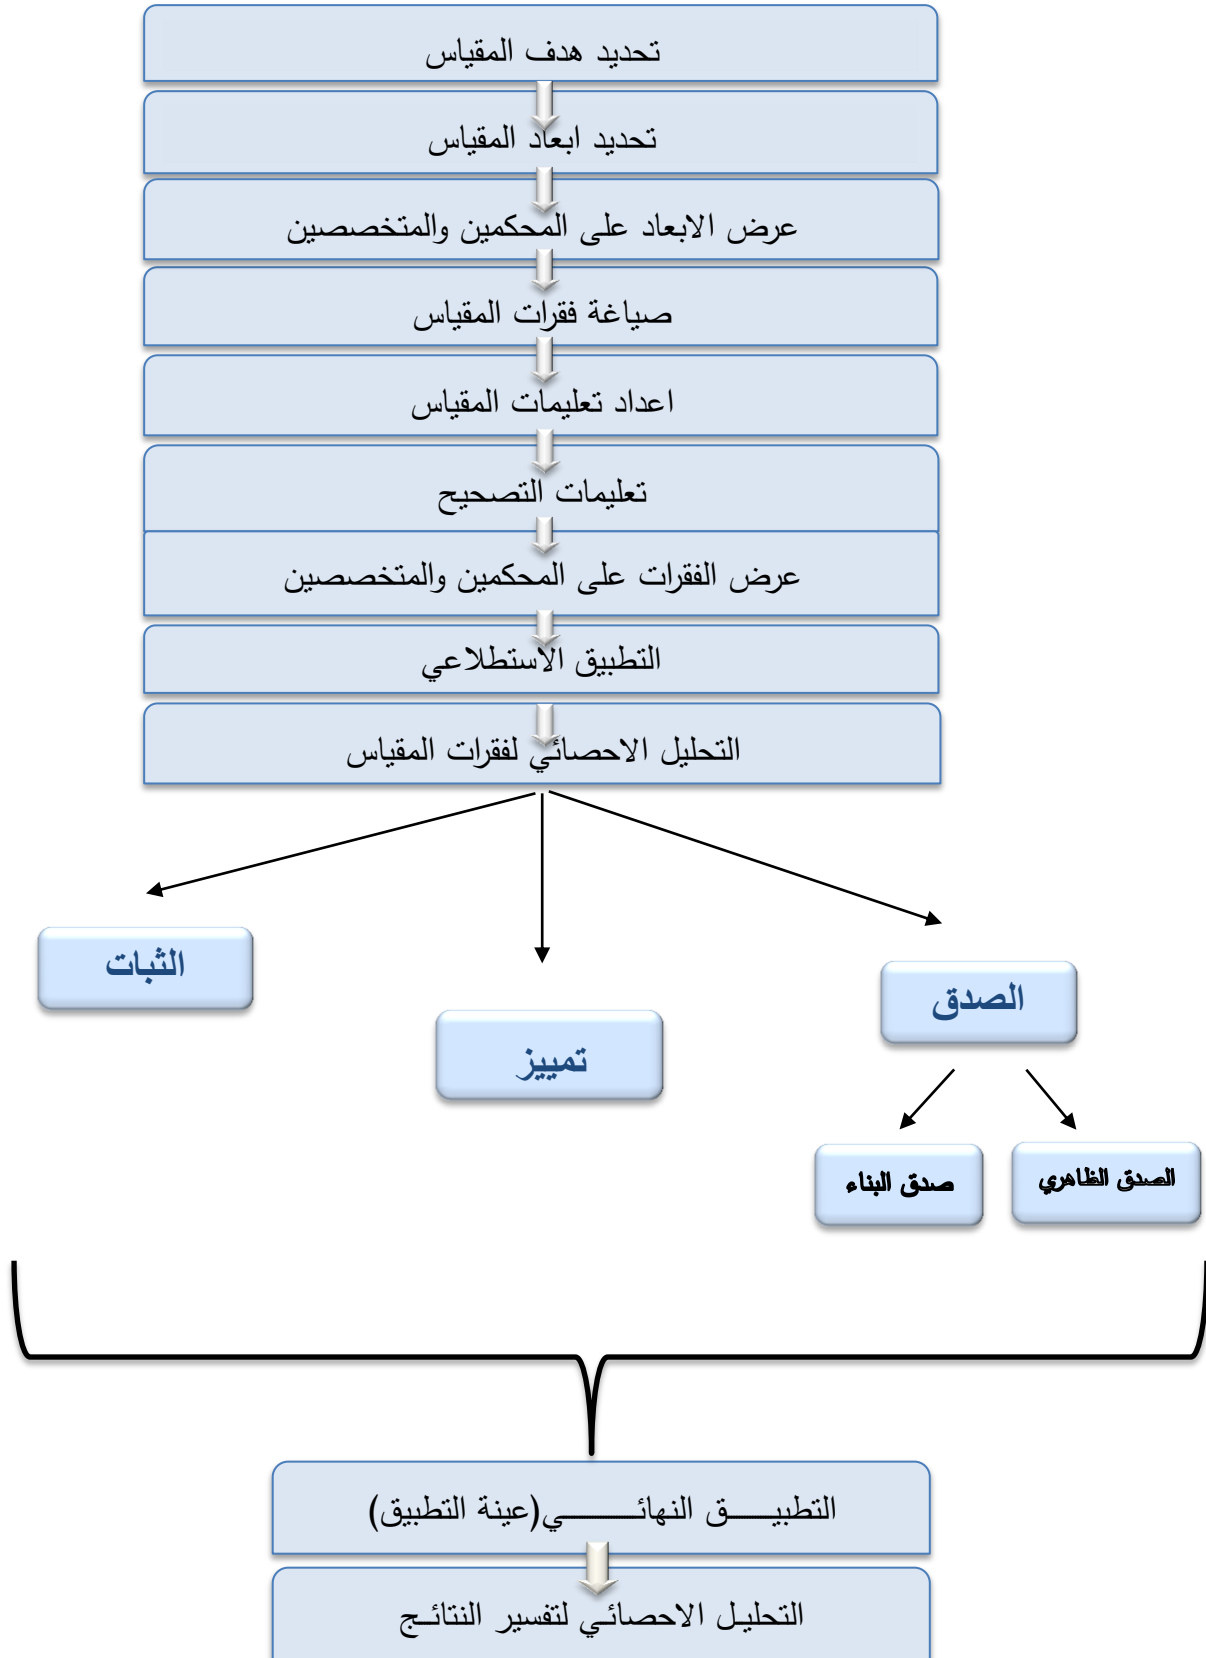 تحديد هدف المقياس
تحديد ابعاد المقياس
عرض الابعاد على المحكمين والمتخصصين
صياغة فقرات المقياس
اعداد تعليمات المقياس
تعليمات التصحيح
عرض الفقرات على المحكمين والمتخصصين
التطبيق الاستطلاعي
التحليل الاحصائي لفقرات المقياس
الصدق
تمييز
الثبات
الصدق الظاهري
صدق البناء
التطبيـــــق النهائـــــــي(عينة التطبيق)
التحليـل الاحصائـي لتفسير النتائـج